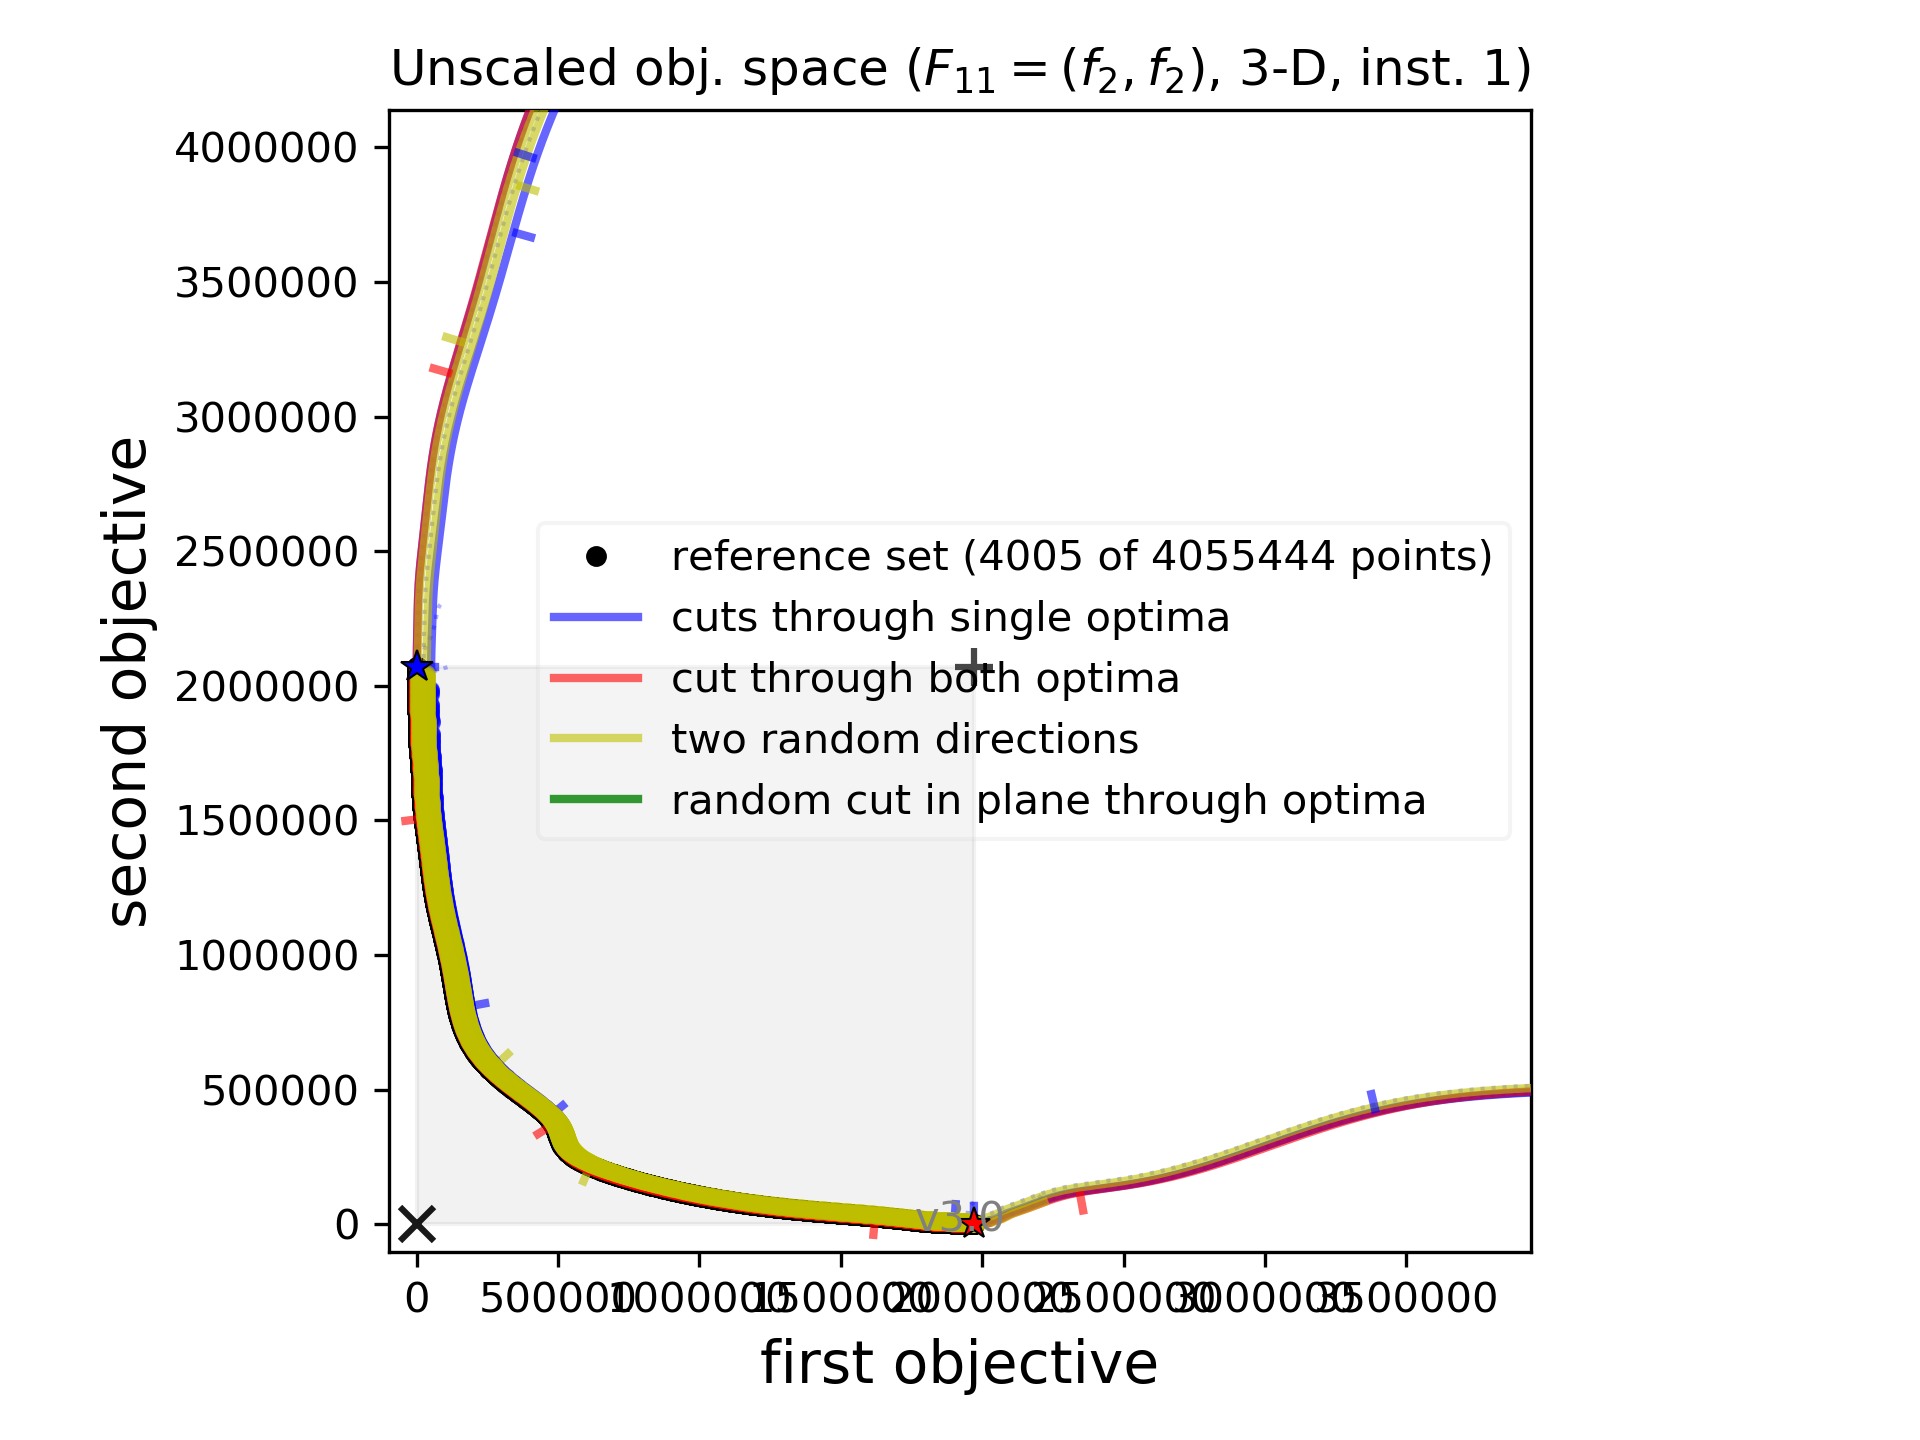 Unscaled obj. space (F₁₁ = (f₂, f₂), 3-D, inst. 1)
4000000
3500000
3000000
2500000
2000000
1500000
1000000
500000
0
second objective
reference set (4005 of 4055444 points)
cuts through single optima
cut through both optima
two random directions
random cut in plane through optima
v3.0
0 500000 1000000 1500000 2000000 2500000 3000000 3500000
first objective